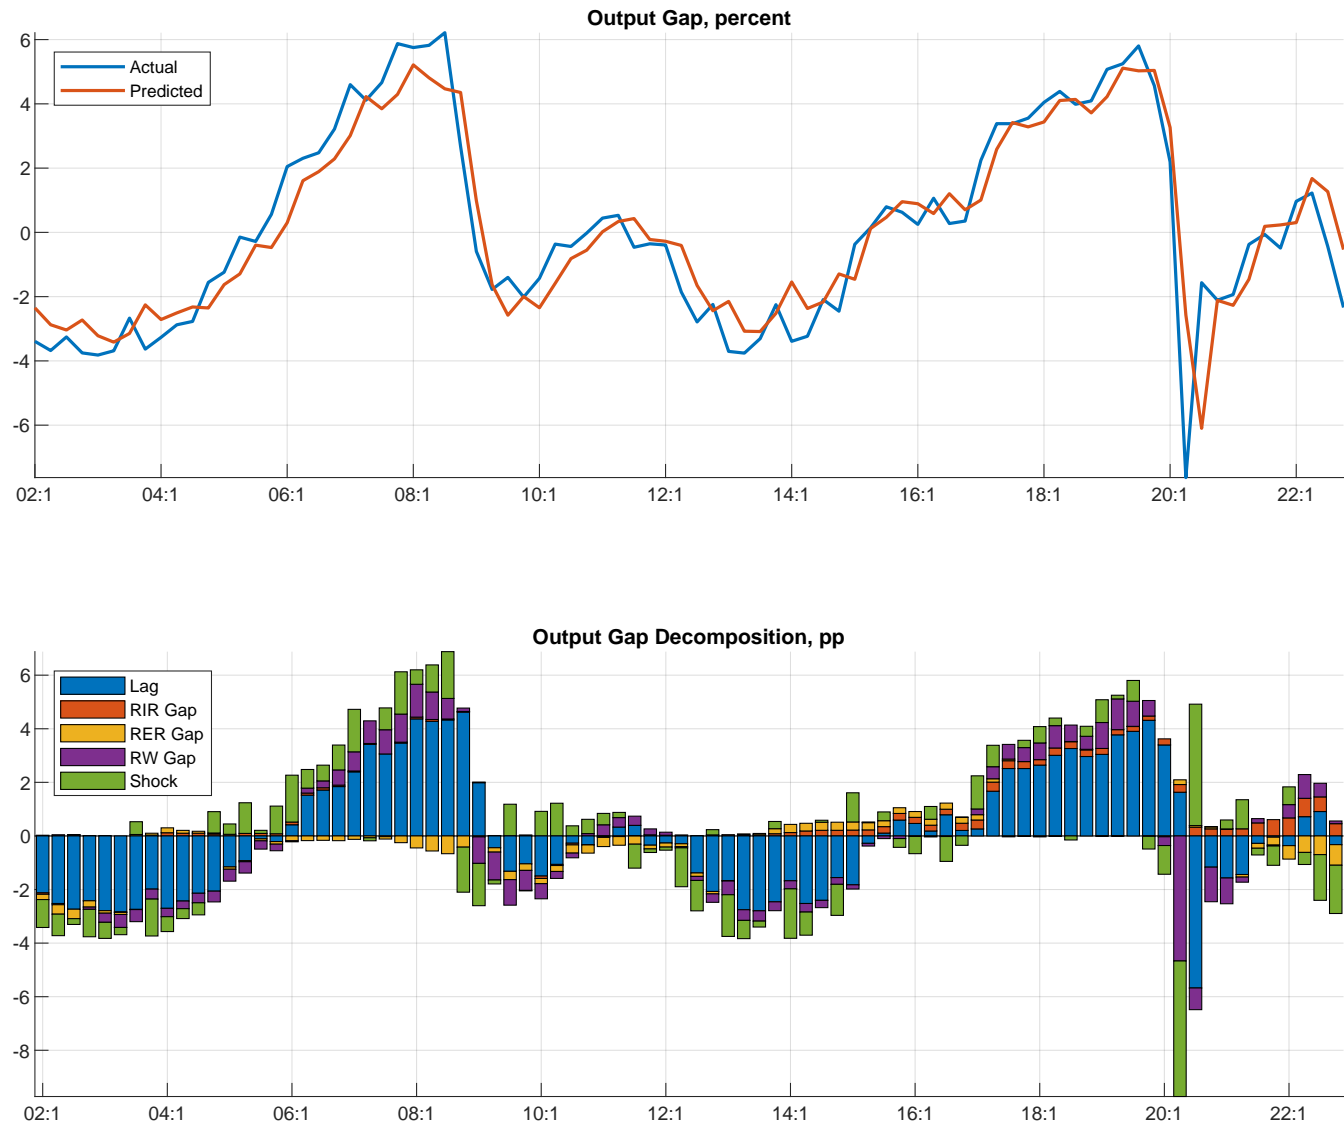 Output Gap, percent
6
4
2
0
-2
-4
-6
Actual
Predicted
02:1 04:1 06:1 08:1 10:1 12:1 14:1 16:1 18:1 20:1 22:1
Output Gap Decomposition, pp
6
4
2
0
-2
-4
-6
-8
Lag
RIR Gap
RER Gap
RW Gap
Shock
02:1 04:1 06:1 08:1 10:1 12:1 14:1 16:1 18:1 20:1 22:1